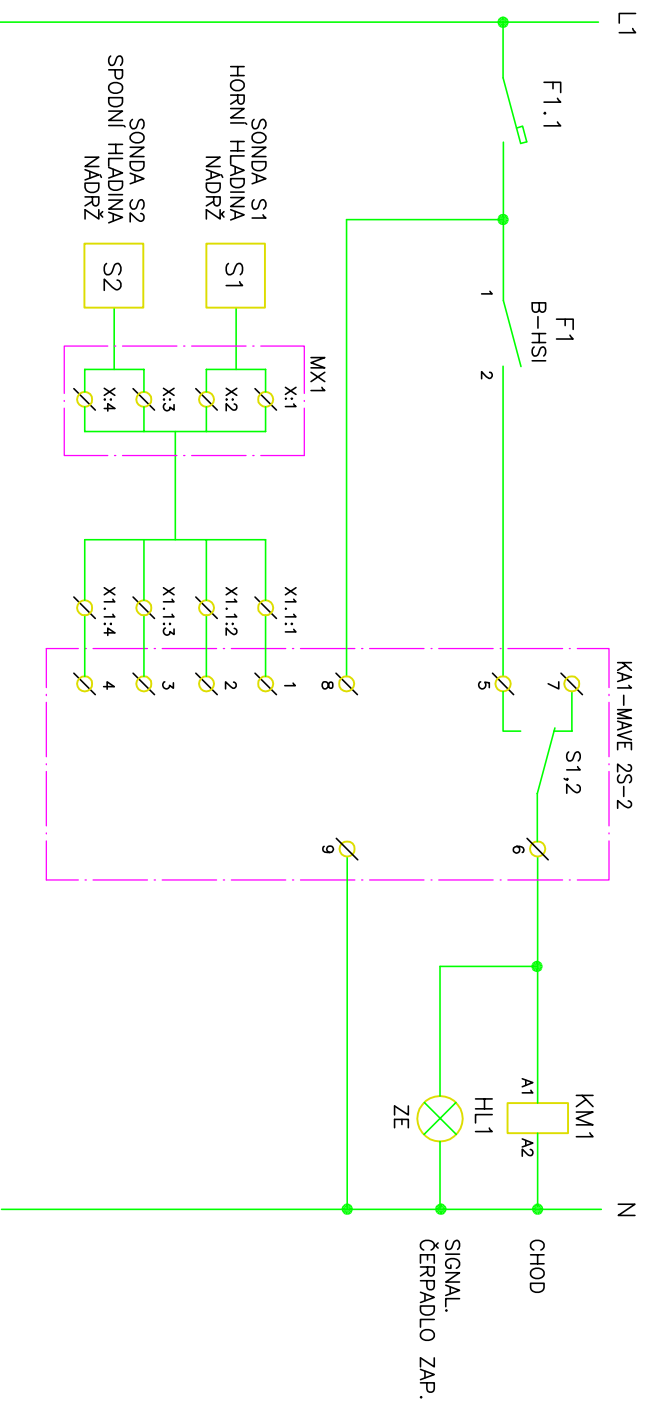 L1
F1.1
F1
B-HSI
1
2
KA1-MAVE 2S-2
7
5
S1,2
6
8
9
KM1
A1
A2
HL1
ZE
N
CHOD
SIGNAL.
ČERPADLO ZAP.
SONDA S1
HORNÍ HLADINA
NÁDRŽ
S1
SONDA S2
SPODNÍ HLADINA
NÁDRŽ
S2
MX1
X:1
X:2
X:3
X:4
X1.1:1
X1.1:2
X1.1:3
X1.1:4
1
2
3
4